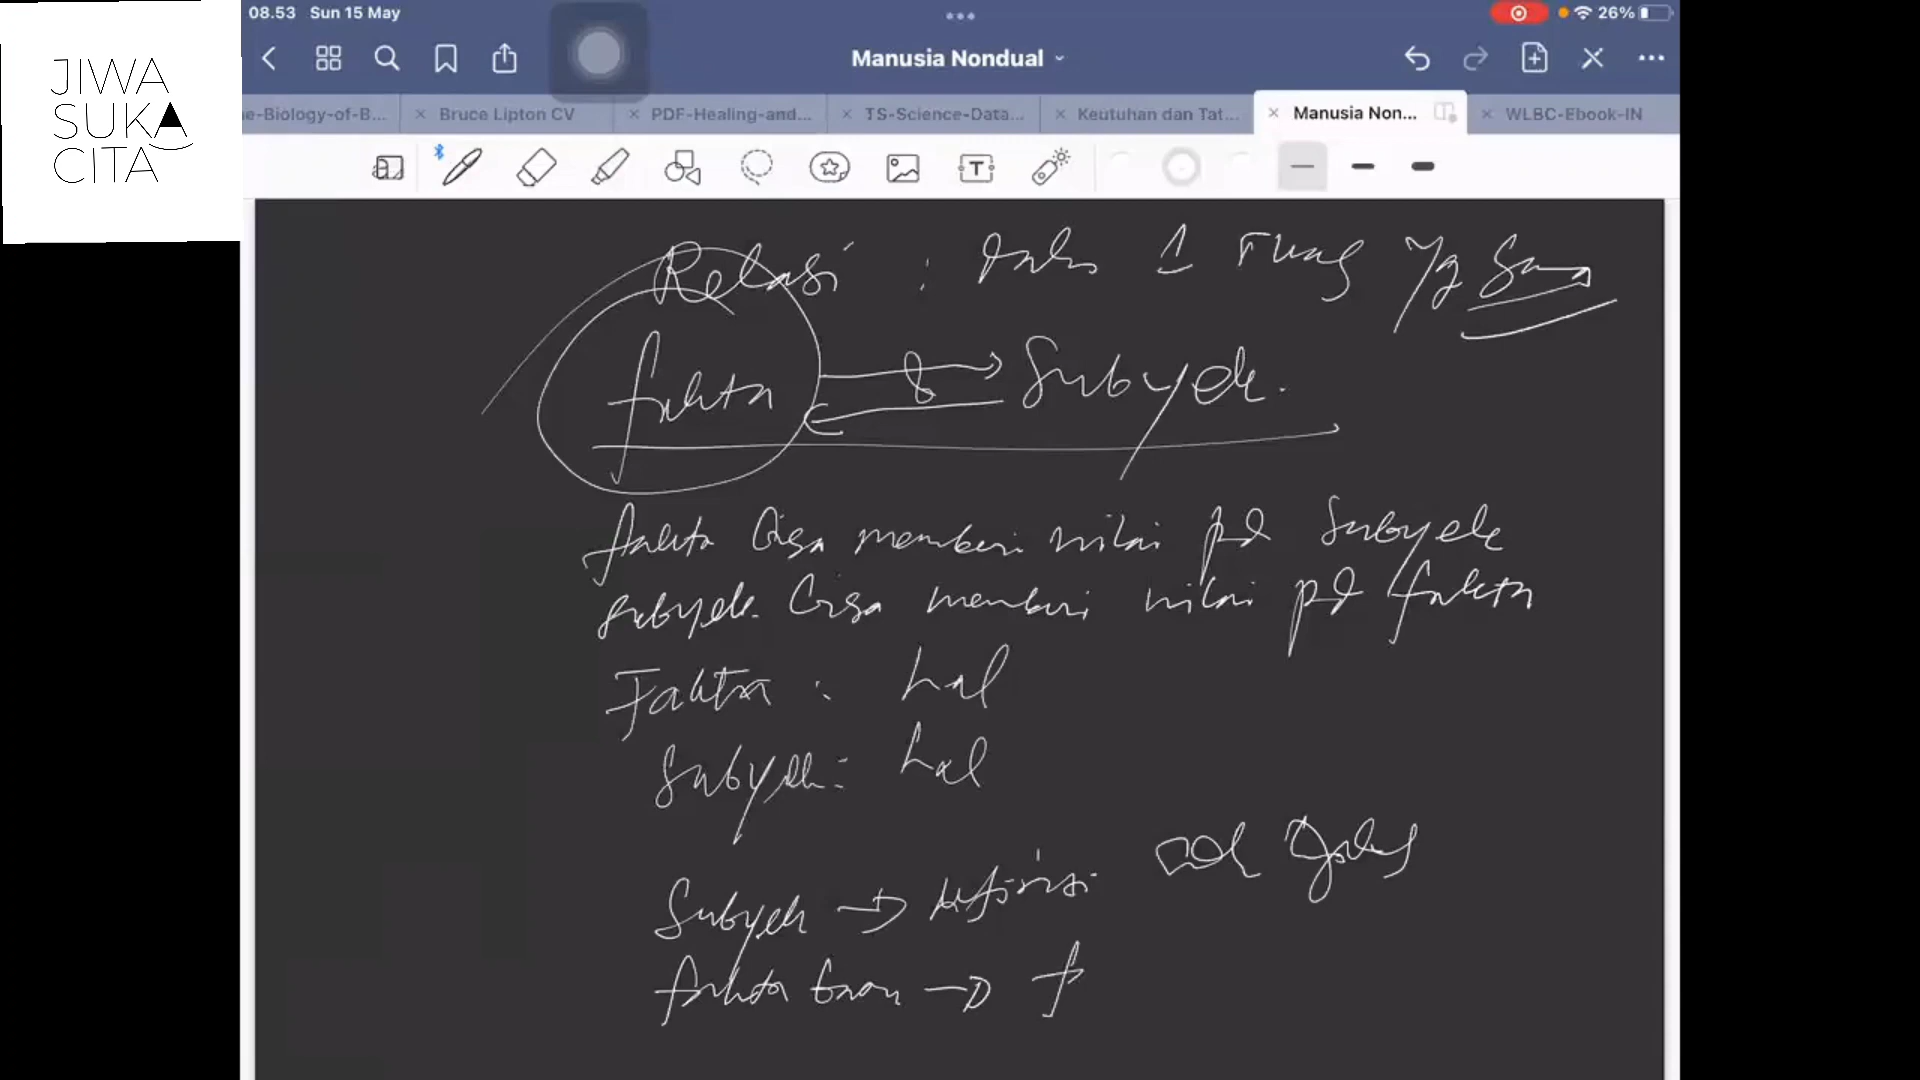 08.53 Sun 15 May
26%
JIWA
SUKA
CITA
Manusia Nondual
e-Biology-of-B...
Bruce Lipton CV
PDF-Healing-and...
TS-Science-Data...
Keutuhan dan Tat...
Manusia Non...
WLBC-Ebook-IN
Relasi : dalam 1 ruang yg sama
fakta Subyek.
fakta bisa memberi nilai pd Subyek
subyek bisa memberi nilai pd fakta
Fakta : hal
Subyek : hal
Subyek → definisi
fakta → f